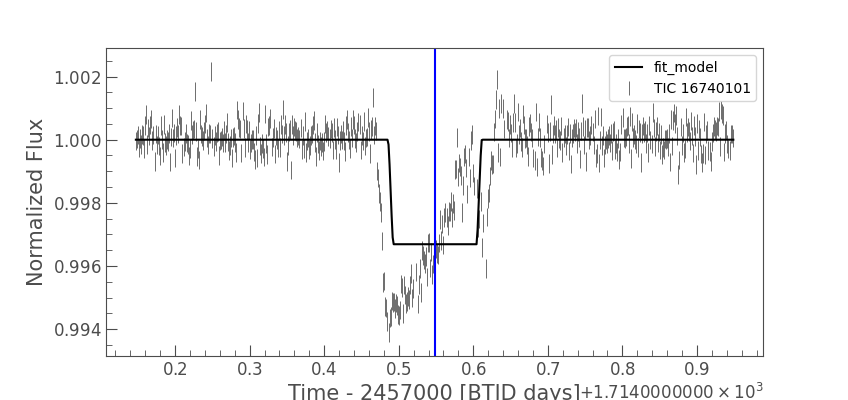 1.002
1.000
0.998
0.996
0.994
Normalized Flux
fit_model
TIC 16740101
0.2 0.3 0.4 0.5 0.6 0.7 0.8 0.9
Time - 2457000 [BTJD days]
+1.7140000000 × 10³